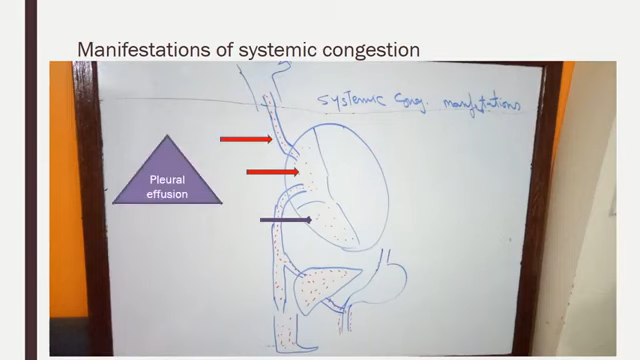 Manifestations of systemic congestion
Systemic Cong. manifestations
Pleural
effusion